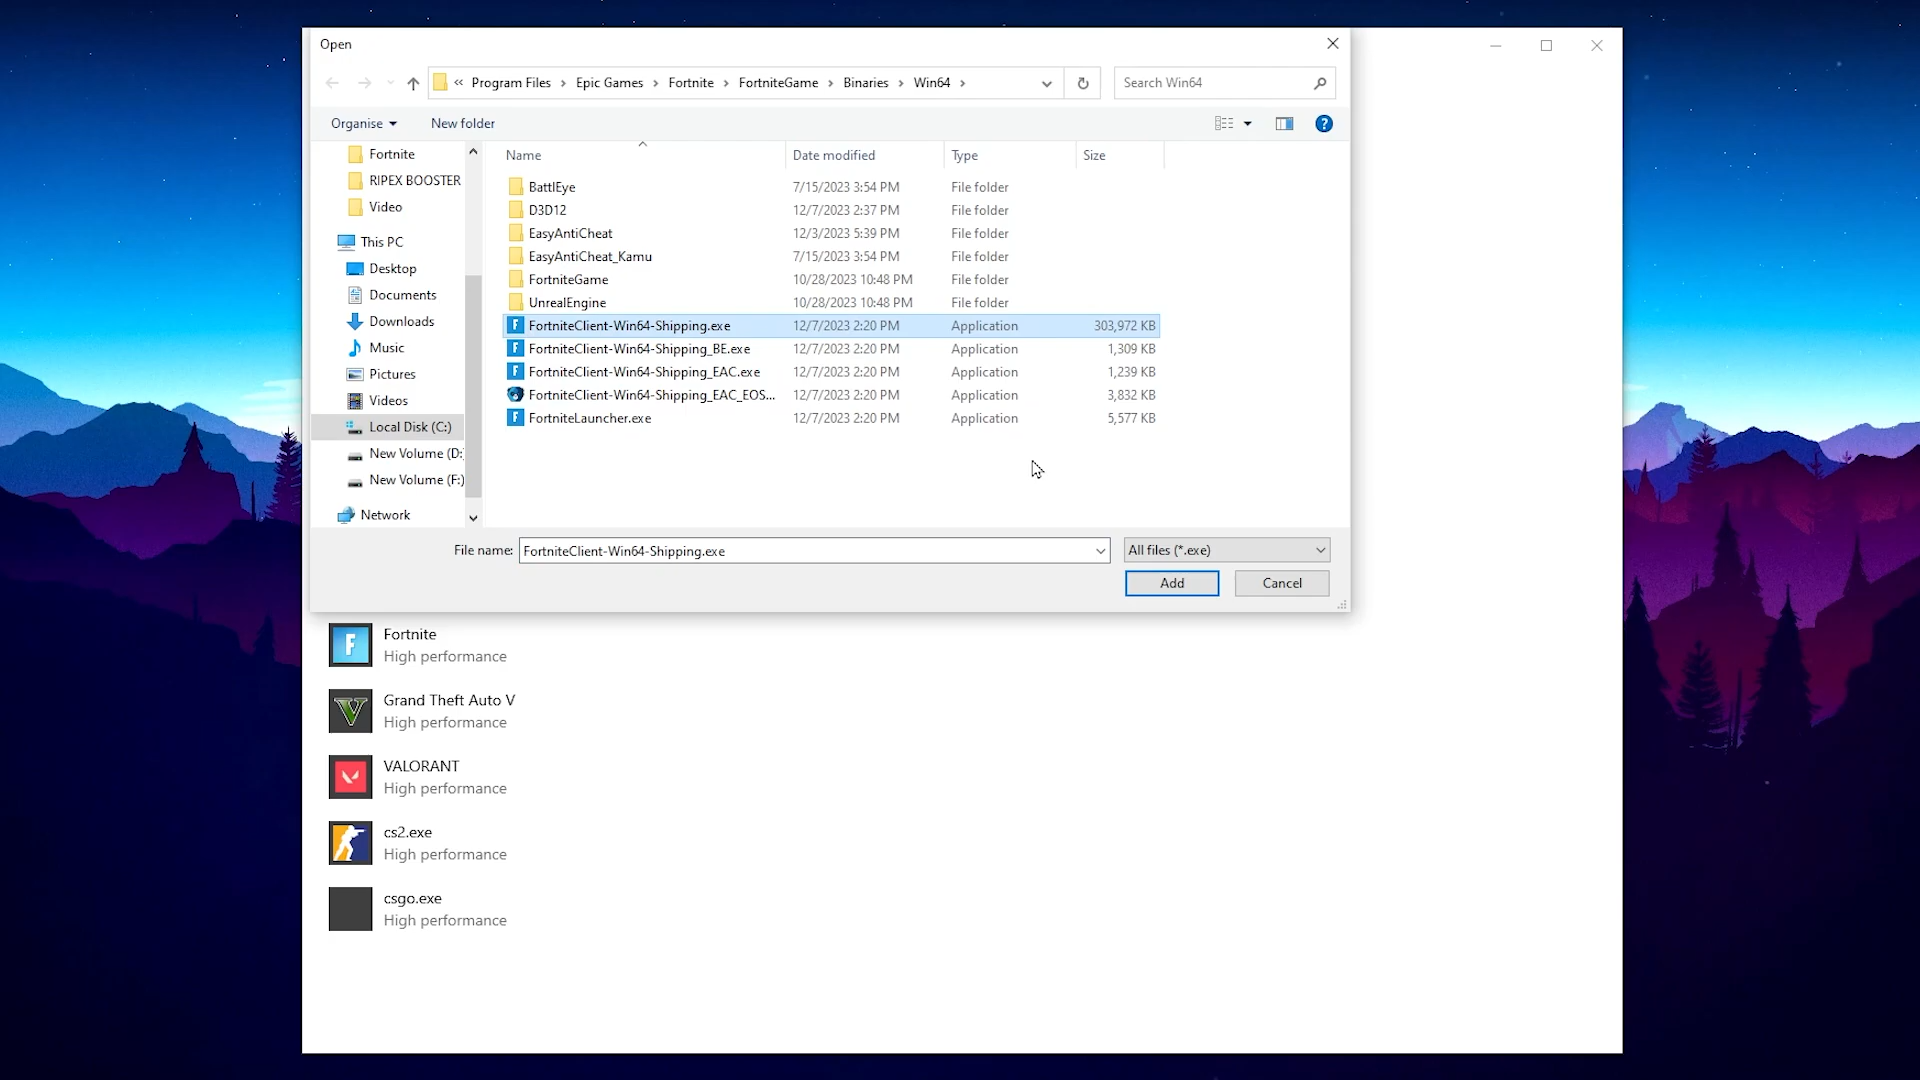 Open
« Program Files › Epic Games › Fortnite › FortniteGame › Binaries › Win64 ›
Search Win64
Organise
New folder
Name Date modified Type Size
Fortnite
RIPEX BOOSTER
Video
This PC
Desktop
Documents
Downloads
Music
Pictures
Videos
Local Disk (C:)
New Volume (D:
New Volume (F:)
Network
BattlEye 7/15/2023 3:54 PM File folder
D3D12 12/7/2023 2:37 PM File folder
EasyAntiCheat 12/3/2023 5:39 PM File folder
EasyAntiCheat_Kamu 7/15/2023 3:54 PM File folder
FortniteGame 10/28/2023 10:48 PM File folder
UnrealEngine 10/28/2023 10:48 PM File folder
FortniteClient-Win64-Shipping.exe 12/7/2023 2:20 PM Application 303,972 KB
FortniteClient-Win64-Shipping_BE.exe 12/7/2023 2:20 PM Application 1,309 KB
FortniteClient-Win64-Shipping_EAC.exe 12/7/2023 2:20 PM Application 1,239 KB
FortniteClient-Win64-Shipping_EAC_EOS... 12/7/2023 2:20 PM Application 3,832 KB
FortniteLauncher.exe 12/7/2023 2:20 PM Application 5,577 KB
File name: FortniteClient-Win64-Shipping.exe
All files (*.exe)
Add
Cancel
Fortnite
High performance
Grand Theft Auto V
High performance
VALORANT
High performance
cs2.exe
High performance
csgo.exe
High performance